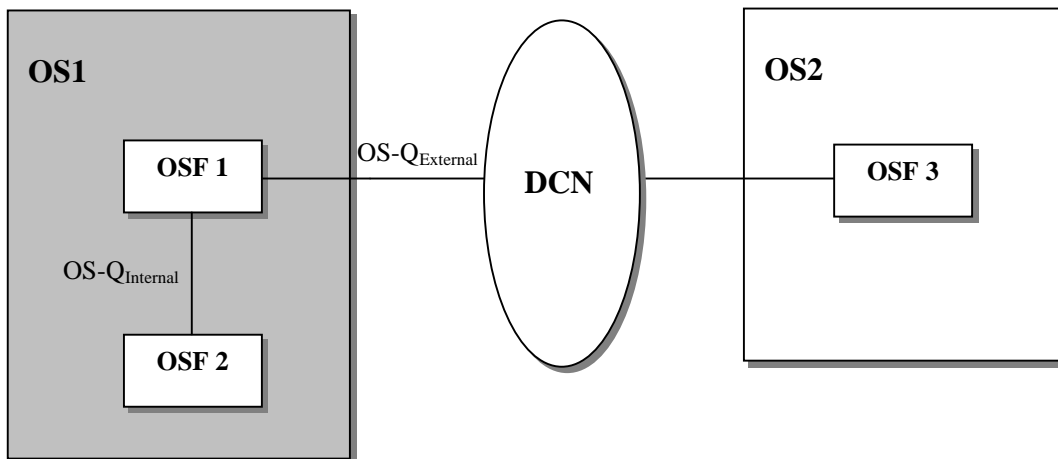 OS1
OS2
OSF 1
OS-QExternal
DCN
OSF 3
OS-QInternal
OSF 2